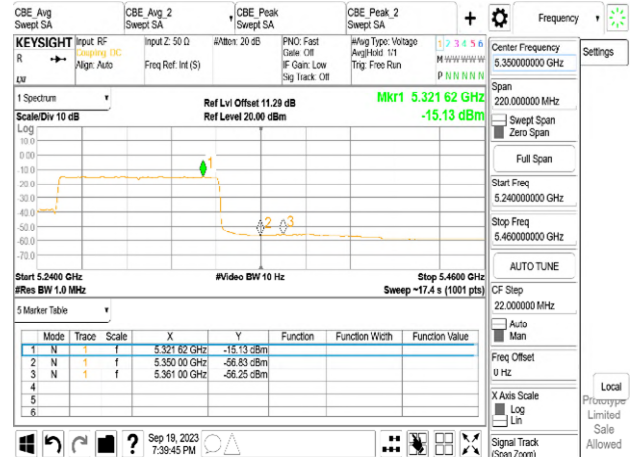 CBE_Avg
Swept SA
CBE_Avg_2
Swept SA
CBE_Peak
Swept SA
CBE_Peak_2
Swept SA
+
Frequency
KEYSIGHT
R
Input: RF
Coupling: DC
Align: Auto
Input Z: 50 Ω
Freq Ref: Int (S)
#Atten: 20 dB
PNO: Fast
Gate: Off
IF Gain: Low
Sig Track: Off
#Avg Type: Voltage
Avg|Hold: 1/1
Trig: Free Run
1 2 3 4 5 6
M W W W W W
P N N N N N
1 Spectrum
Scale/Div 10 dB
Ref Lvl Offset 11.29 dB
Ref Level 20.00 dBm
Mkr1 5.321 62 GHz
-15.13 dBm
Log
10.0
0.00
-10.0
-20.0
-30.0
-40.0
-50.0
-60.0
-70.0
1
2
3
Start 5.2400 GHz
#Res BW 1.0 MHz
#Video BW 10 Hz
Stop 5.4600 GHz
Sweep ~17.4 s (1001 pts)
5 Marker Table
Mode Trace Scale X Y Function Function Width Function Value
1 N 1 f 5.321 62 GHz -15.13 dBm
2 N 1 f 5.350 00 GHz -56.83 dBm
3 N 1 f 5.361 00 GHz -56.25 dBm
4
5
6
?
Sep 19, 2023
7:39:45 PM
Center Frequency
5.350000000 GHz
Span
220.000000 MHz
Swept Span
Zero Span
Full Span
Start Freq
5.240000000 GHz
Stop Freq
5.460000000 GHz
AUTO TUNE
CF Step
22.000000 MHz
Auto
Man
Freq Offset
0 Hz
X Axis Scale
Log
Lin
Signal Track
(Span Zoom)
Settings
Local
Prototype
Limited
Sale
Allowed